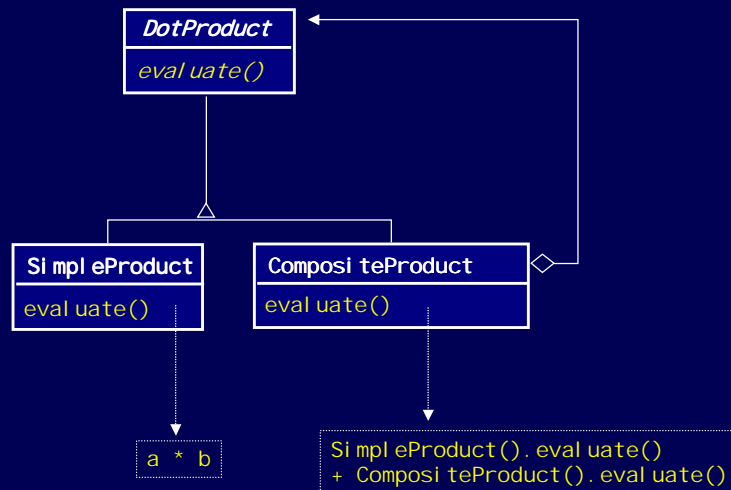 DotProduct
evaluate()
SimpleProduct
evaluate()
CompositeProduct
evaluate()
a * b
SimpleProduct().evaluate()
+ CompositeProduct().evaluate()